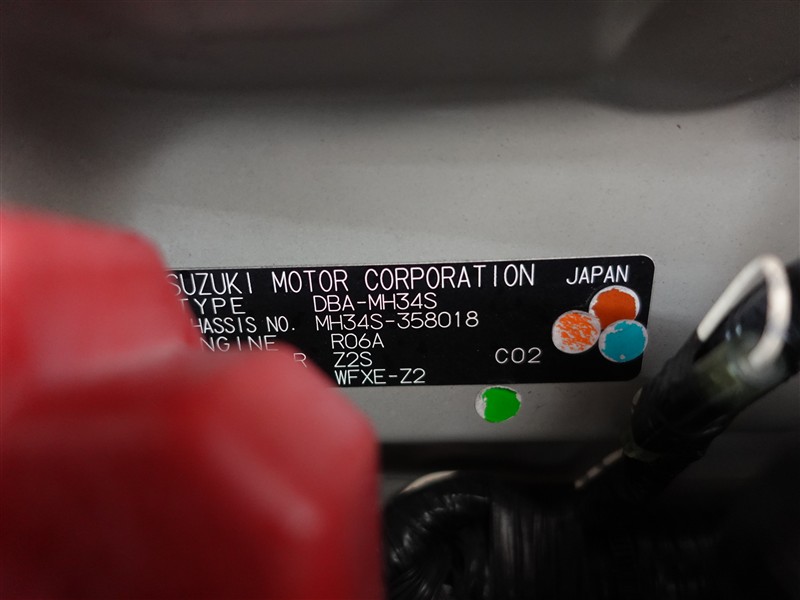 SUZUKI MOTOR CORPORATION JAPAN
TYPE DBA-MH34S
HASSIS NO. MH34S-358018
NGINE R06A
R Z2S C02
WFXE-Z2